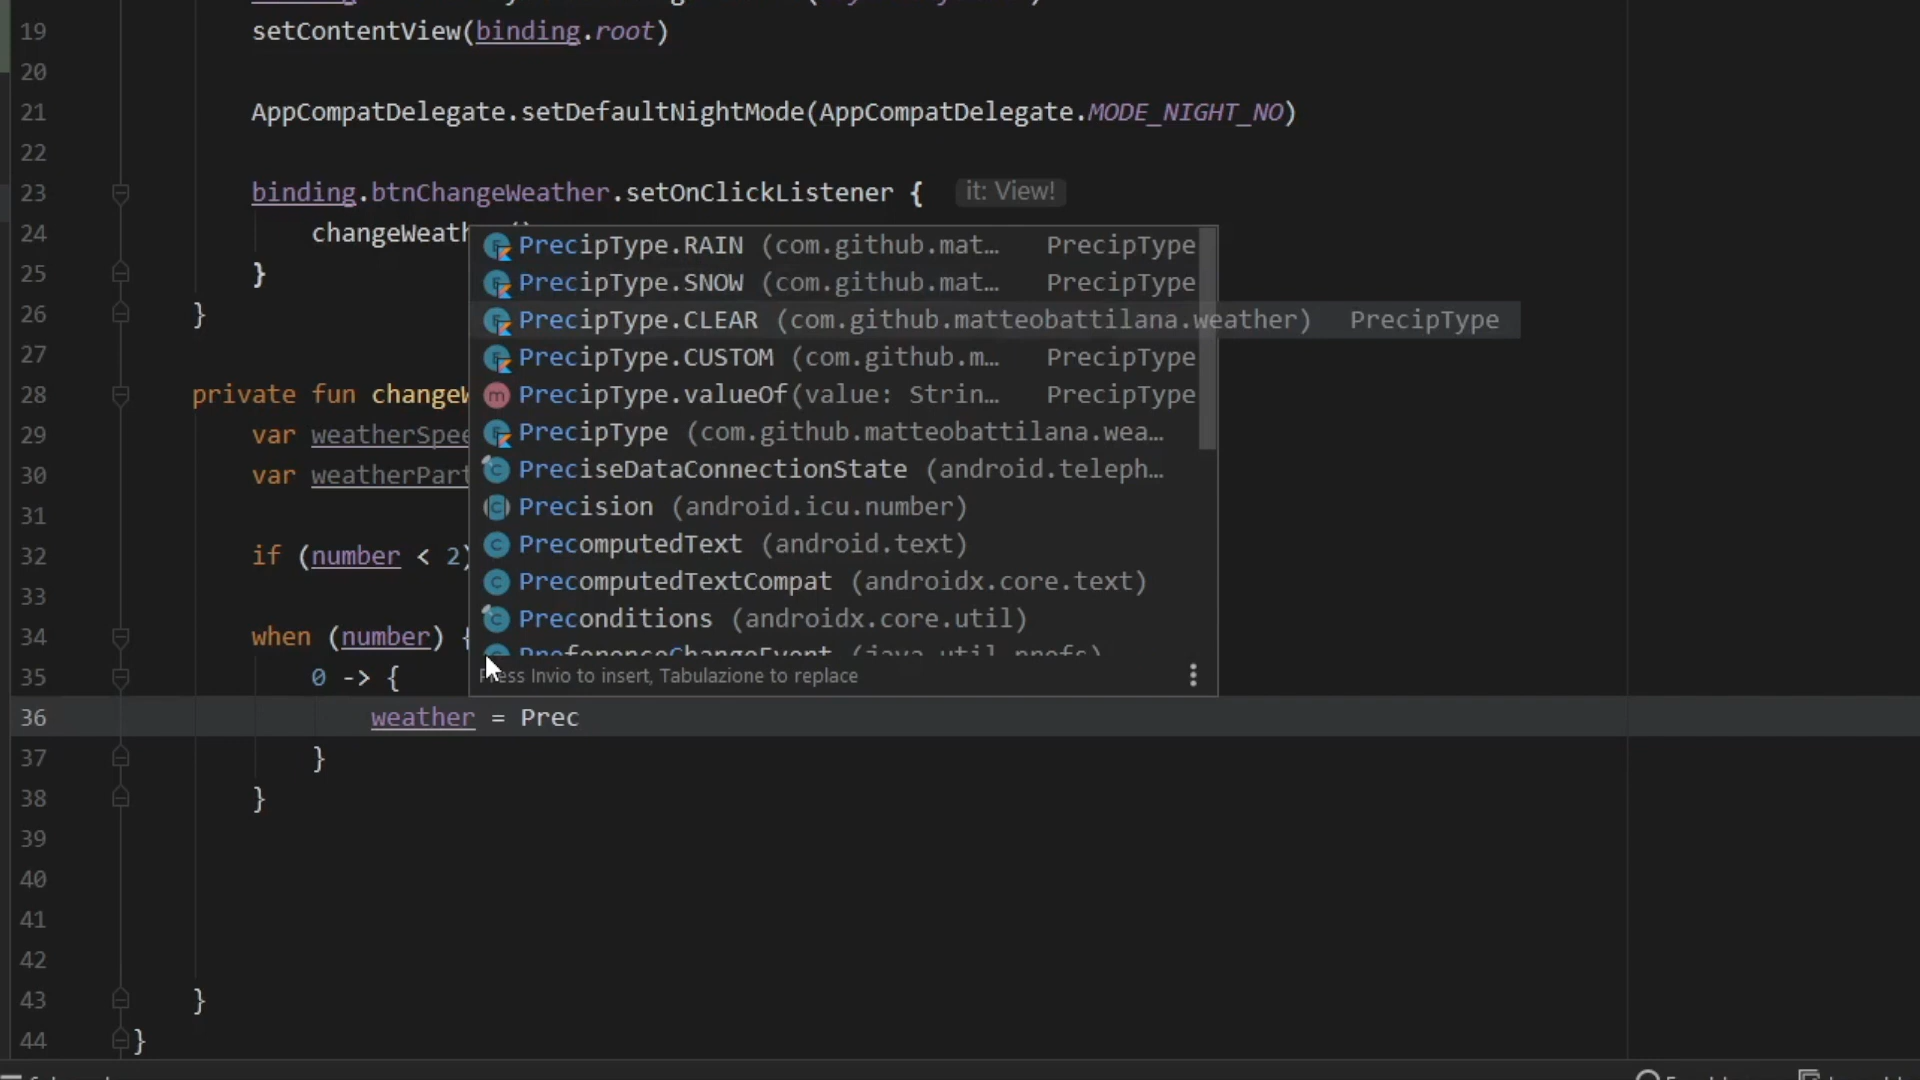 19 setContentView(binding.root)
20
21 AppCompatDelegate.setDefaultNightMode(AppCompatDelegate.MODE_NIGHT_NO)
22
23 binding.btnChangeWeather.setOnClickListener { it: View!
24 changeWeath
PrecipType.RAIN (com.github.mat… PrecipType
25 }
PrecipType.SNOW (com.github.mat… PrecipType
26 }
PrecipType.CLEAR (com.github.matteobattilana.weather) PrecipType
27
PrecipType.CUSTOM (com.github.m… PrecipType
28 private fun changeW
PrecipType.valueOf(value: Strin… PrecipType
29 var weatherSpee
PrecipType (com.github.matteobattilana.wea…
30 var weatherPart
PreciseDataConnectionState (android.teleph…
31
Precision (android.icu.number)
32 if (number < 2)
PrecomputedText (android.text)
33
PrecomputedTextCompat (androidx.core.text)
Preconditions (androidx.core.util)
34 when (number) {
PreferenceChangeEvent (java.util.prefs)
35 0 -> {
Press Invio to insert, Tabulazione to replace
36 weather = Prec
37 }
38 }
39
40
41
42
43 }
44 }